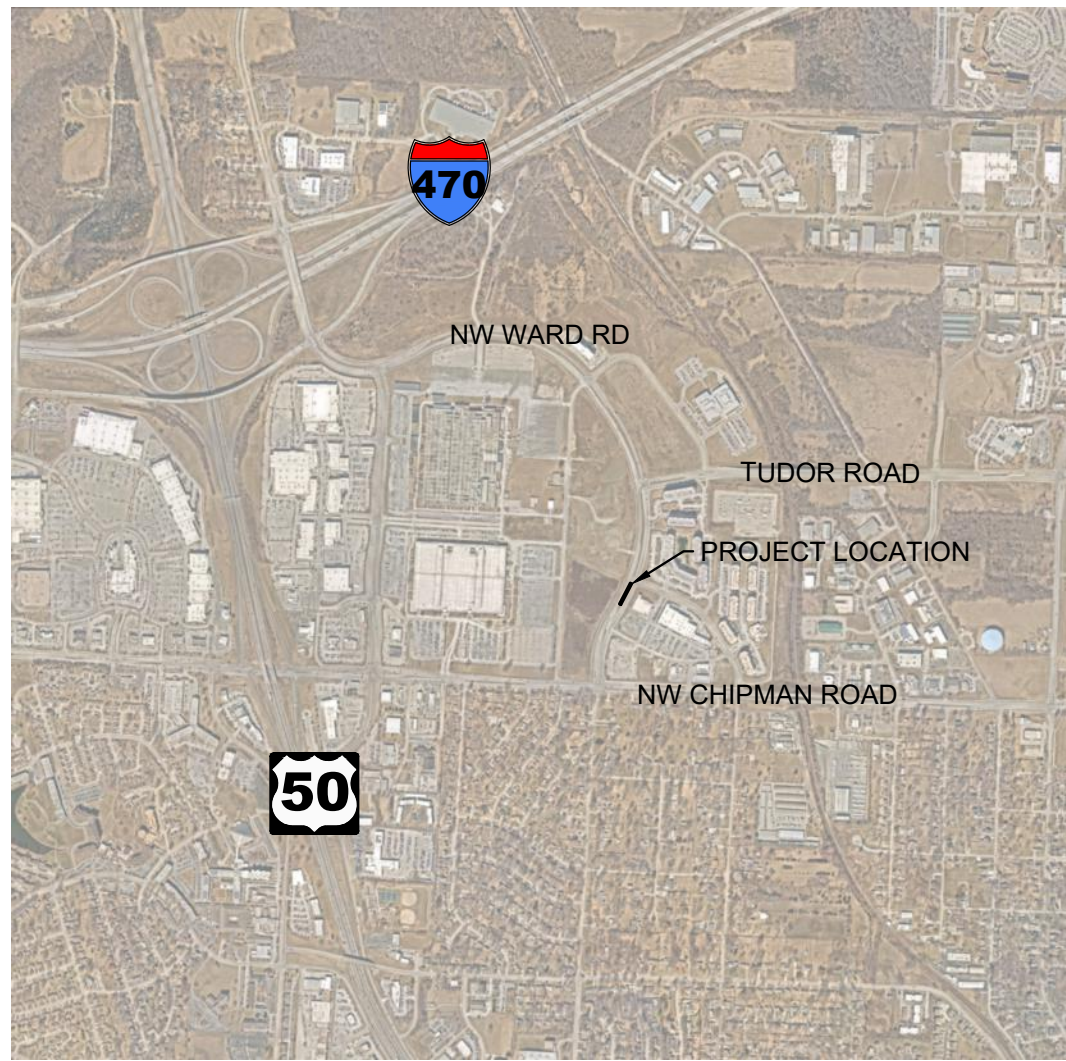 470
NW WARD RD
TUDOR ROAD
PROJECT LOCATION
NW CHIPMAN ROAD
50